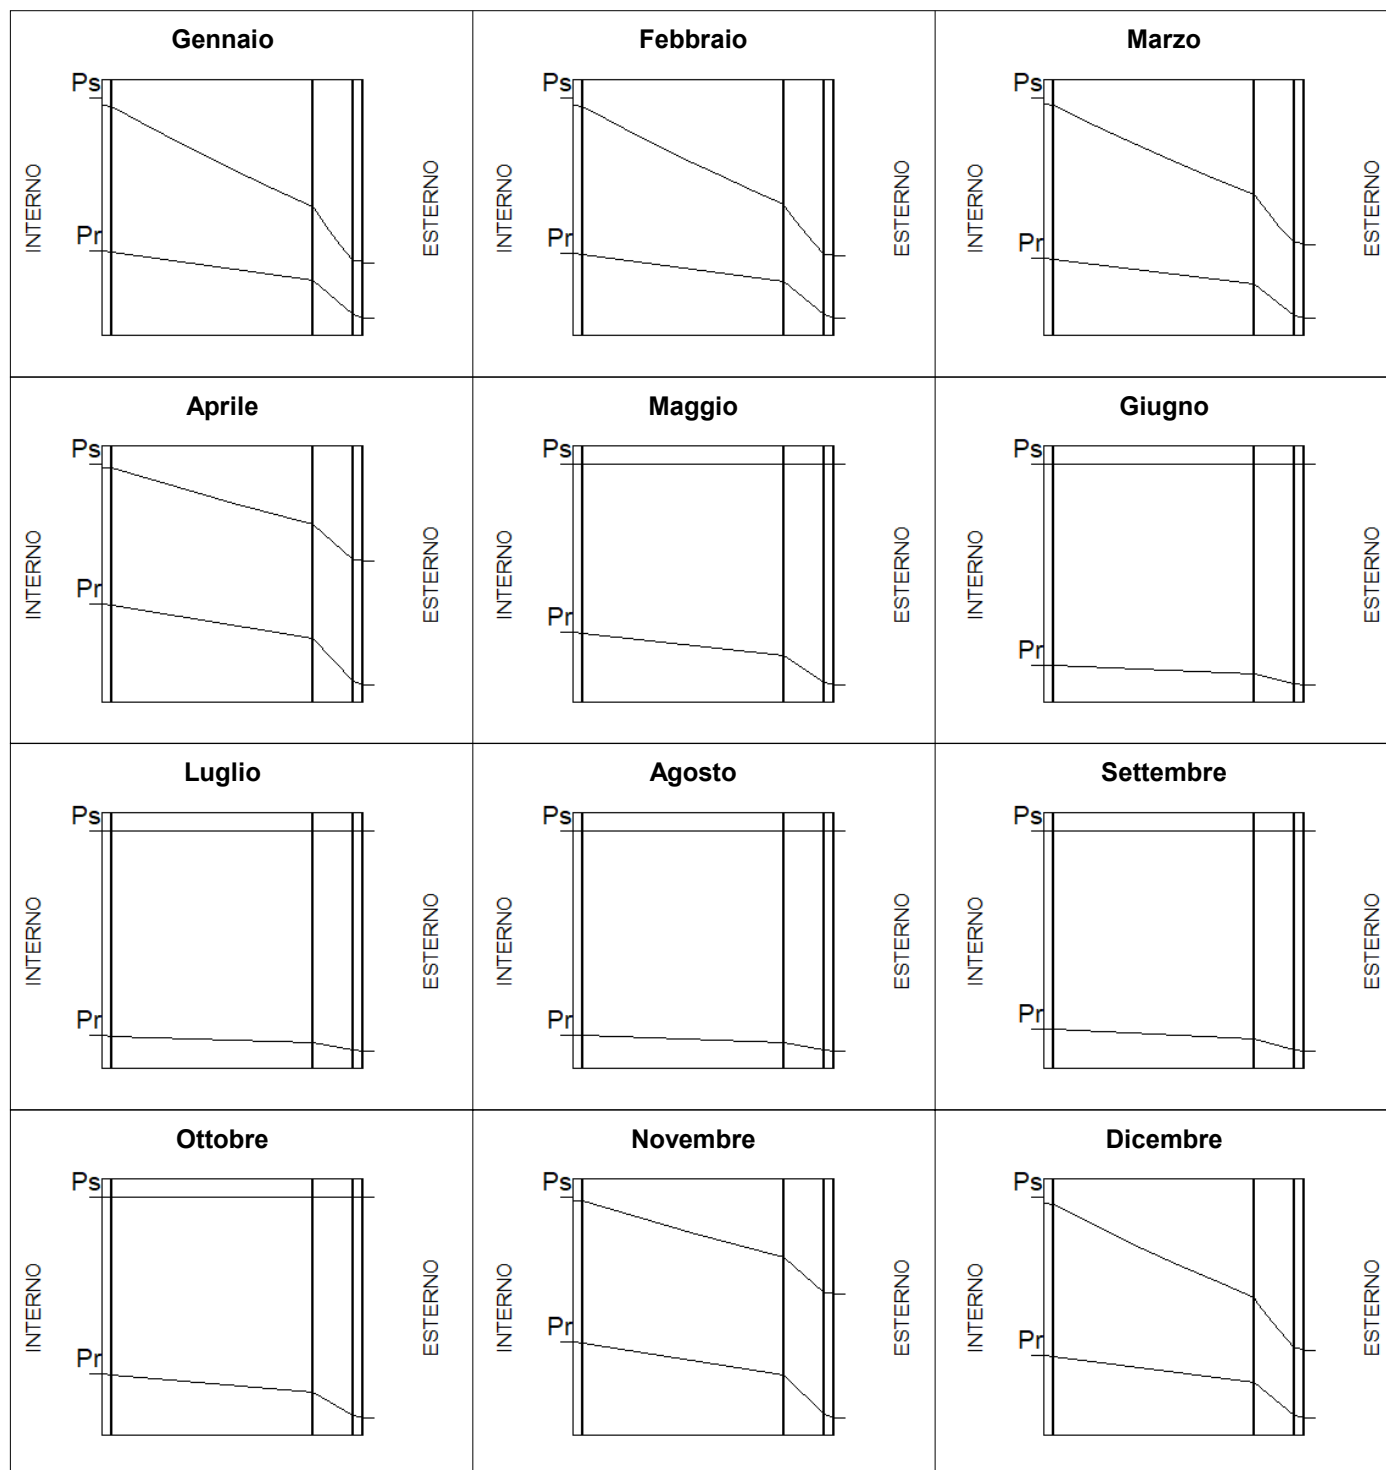 Gennaio
Ps
Pr
INTERNO
ESTERNO
Febbraio
Ps
Pr
INTERNO
ESTERNO
Marzo
Ps
Pr
INTERNO
ESTERNO
Aprile
Ps
Pr
INTERNO
ESTERNO
Maggio
Ps
Pr
INTERNO
ESTERNO
Giugno
Ps
Pr
INTERNO
ESTERNO
Luglio
Ps
Pr
INTERNO
ESTERNO
Agosto
Ps
Pr
INTERNO
ESTERNO
Settembre
Ps
Pr
INTERNO
ESTERNO
Ottobre
Ps
Pr
INTERNO
ESTERNO
Novembre
Ps
Pr
INTERNO
ESTERNO
Dicembre
Ps
Pr
INTERNO
ESTERNO